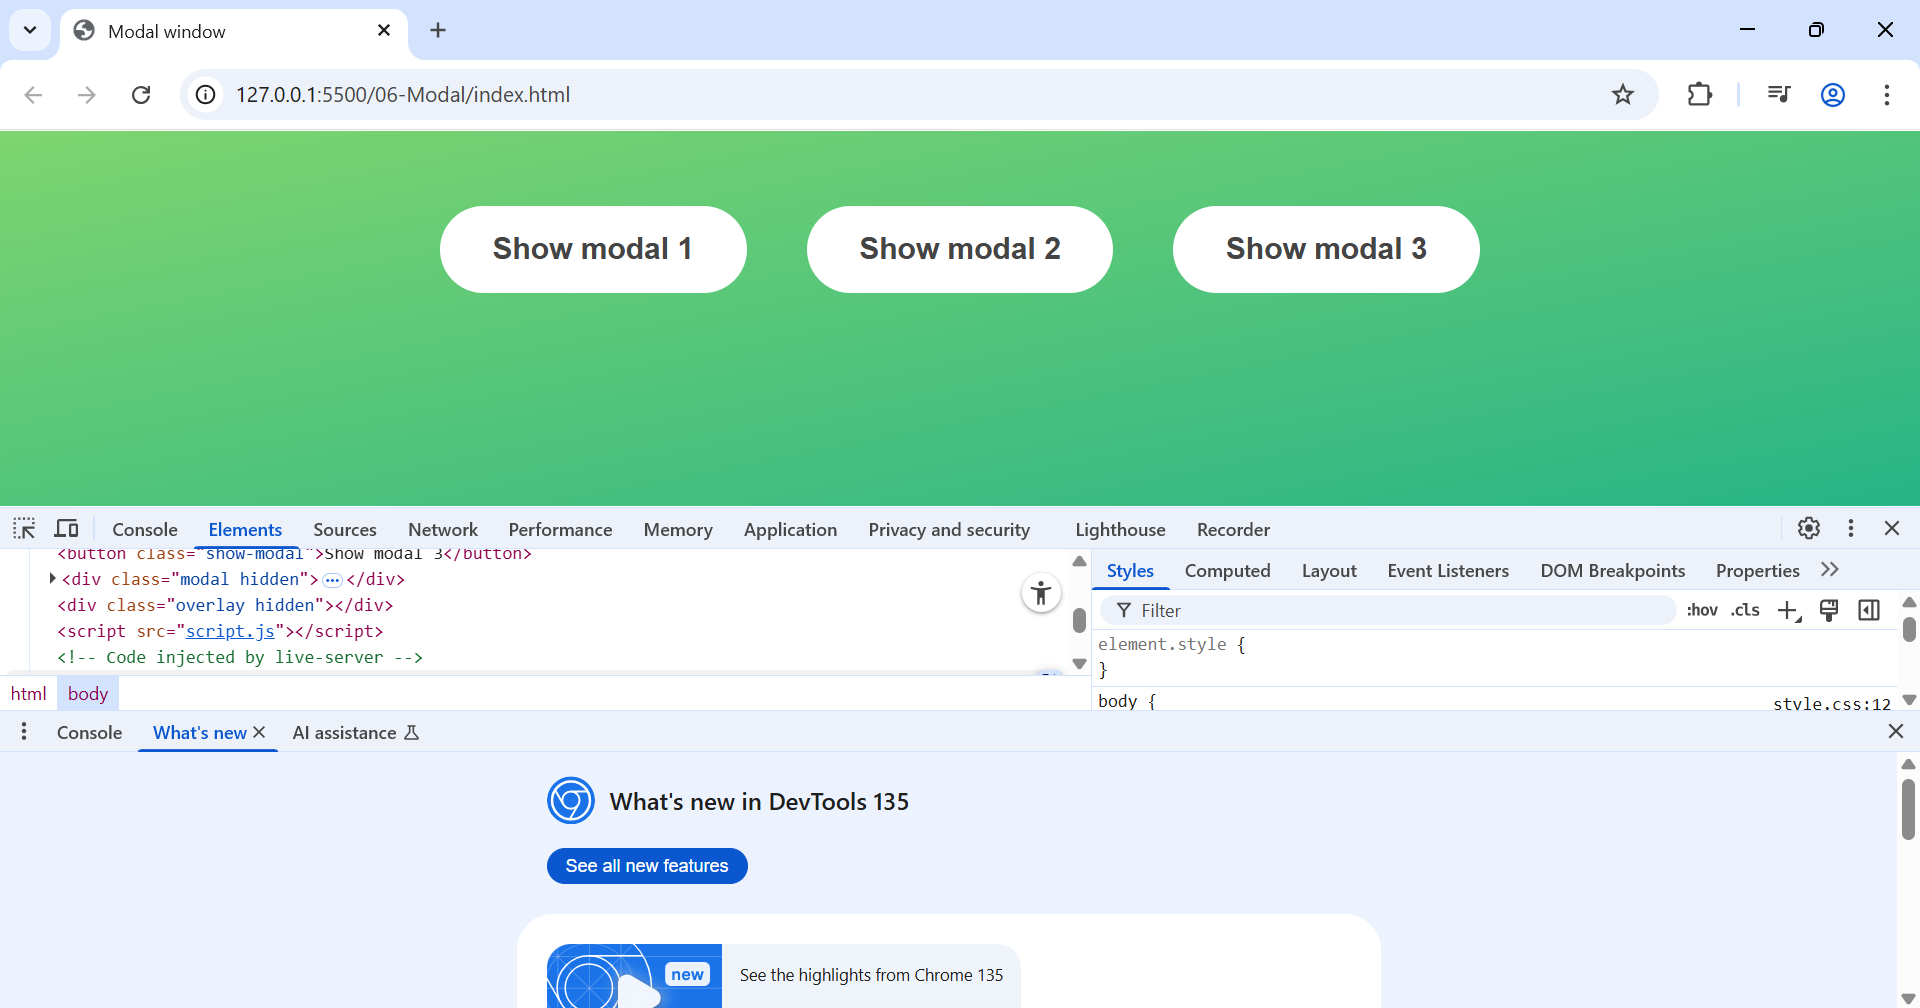 Modal window
127.0.0.1:5500/06-Modal/index.html
Show modal 1 Show modal 2 Show modal 3
Console Elements Sources Network Performance Memory Application Privacy and security Lighthouse Recorder
<button class="show-modal">Show modal 3</button>
<div class="modal hidden">…</div>
<div class="overlay hidden"></div>
<script src="script.js"></script>
<!-- Code injected by live-server -->
html body
Styles Computed Layout Event Listeners DOM Breakpoints Properties
Filter :hov .cls
element.style {
}
body { style.css:12
Console What's new AI assistance
What's new in DevTools 135
See all new features
new See the highlights from Chrome 135